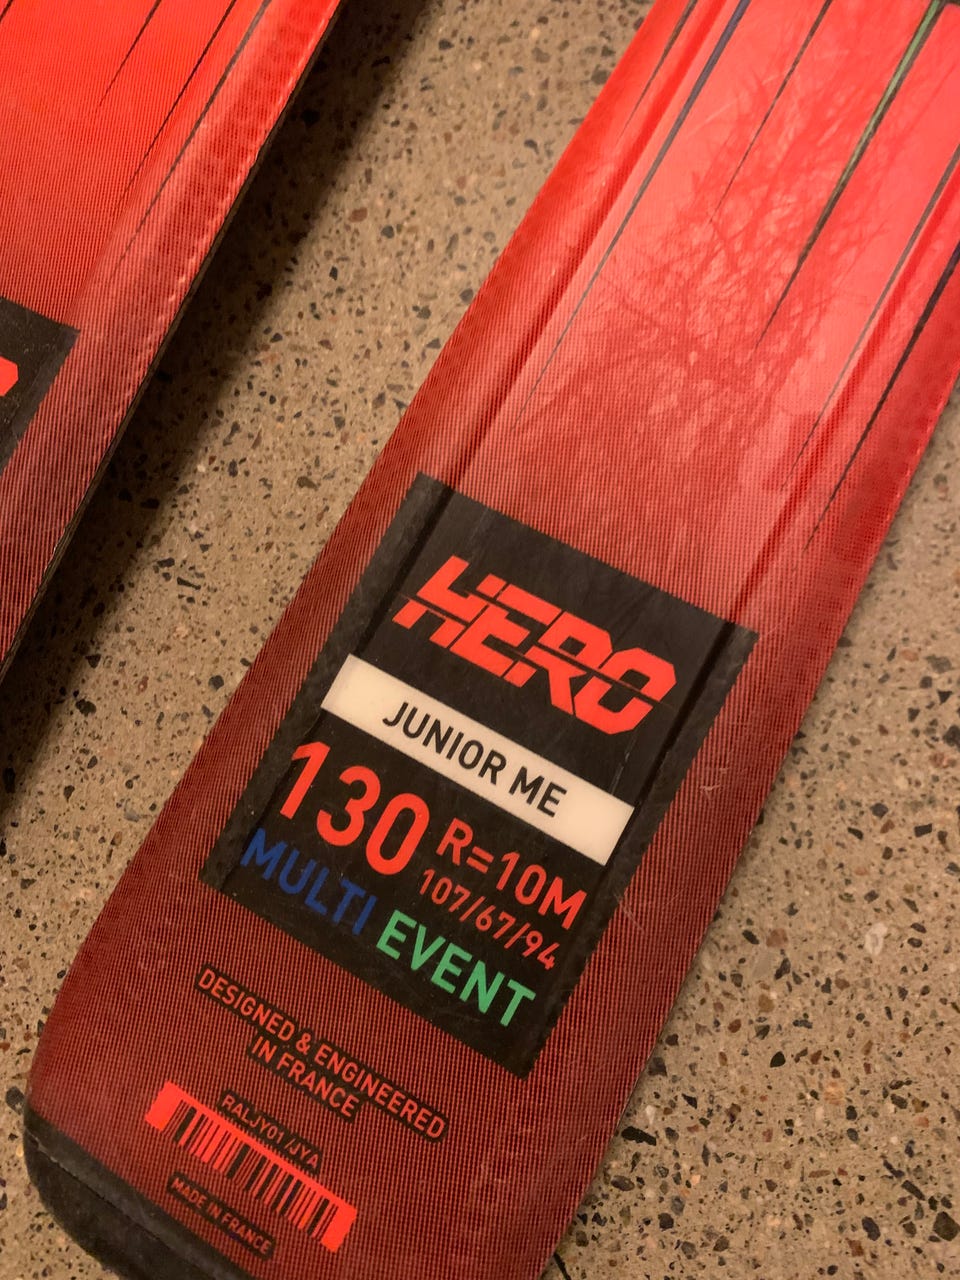 HERO
JUNIOR ME
130 R=10M
107/67/94
MULTI EVENT
DESIGNED & ENGINEERED
IN FRANCE
RALJY01 /JYA
MADE IN FRANCE